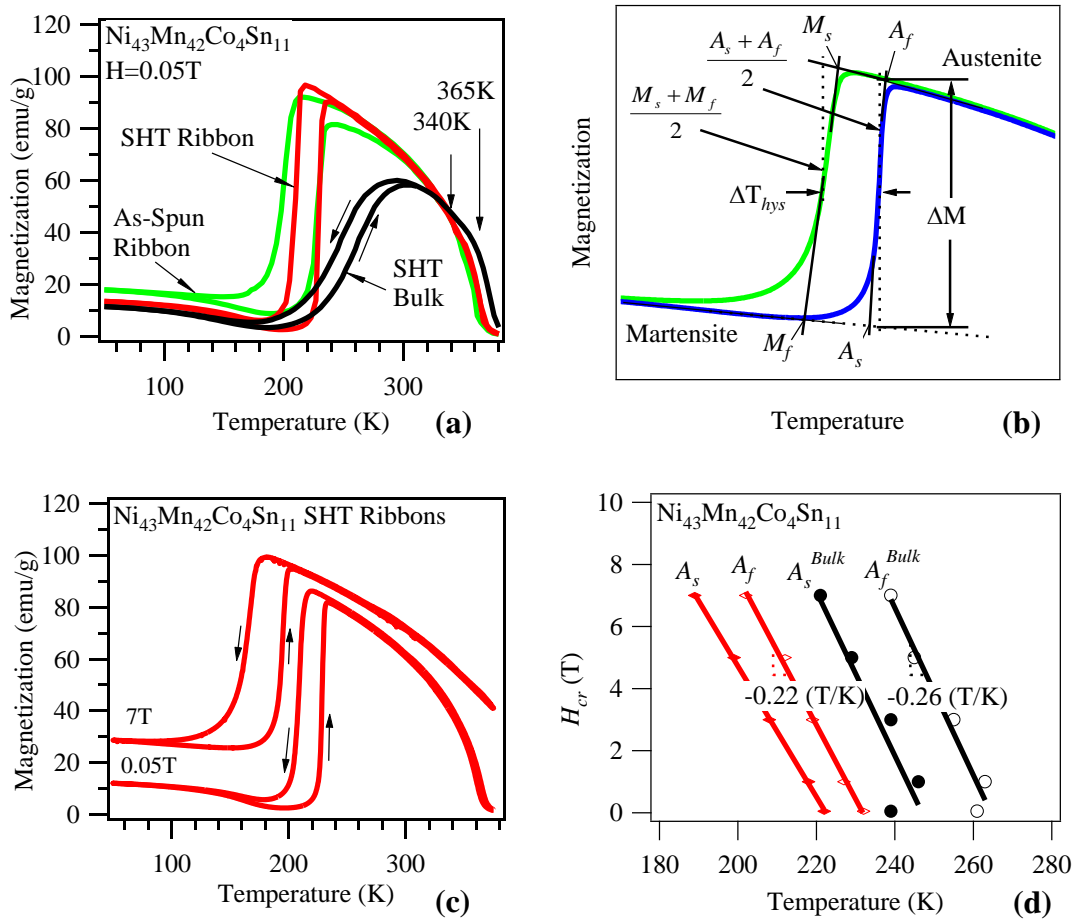 Ni43Mn42Co4Sn11
H=0.05T
365K
340K
SHT Ribbon
As-Spun
Ribbon
SHT
Bulk
Magnetization (emu/g)
120
100
80
60
40
20
0
100
200
300
Temperature (K)
(a)
Ms
Af
As + Af
2
Austenite
Ms + Mf
2
ΔThys
ΔM
Martensite
Mf
As
Magnetization
Temperature
(b)
Ni43Mn42Co4Sn11 SHT Ribbons
7T
0.05T
Magnetization (emu/g)
120
100
80
60
40
20
0
100
200
300
Temperature (K)
(c)
Ni43Mn42Co4Sn11
As
Af
As Bulk
Af Bulk
-0.22 (T/K)
-0.26 (T/K)
Hcr (T)
8
6
4
2
0
180
200
220
240
260
280
Temperature (K)
(d)